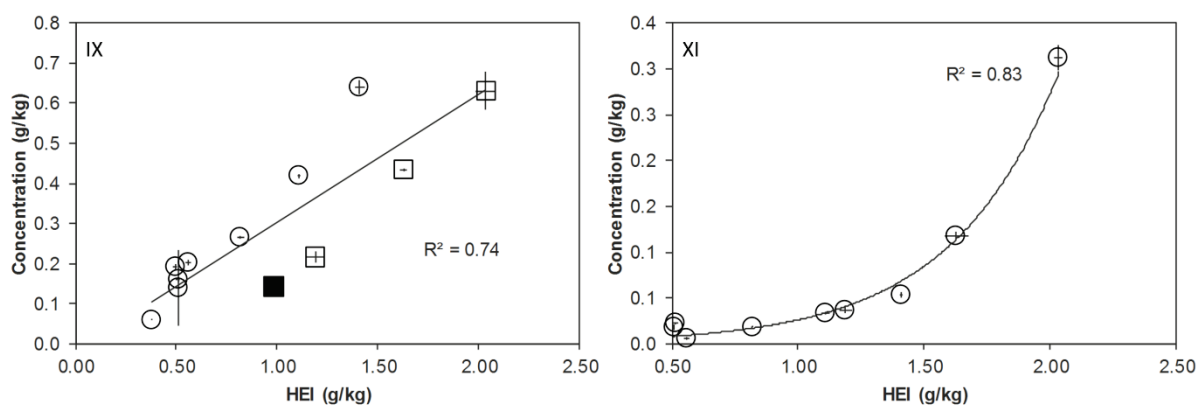 IX
Concentration (g/kg)
0.8
0.7
0.6
0.5
0.4
0.3
0.2
0.1
0.0
R² = 0.74
0.00 0.50 1.00 1.50 2.00 2.50
HEI (g/kg)
XI
Concentration (g/kg)
0.4
0.3
0.3
0.2
0.2
0.1
0.1
0.0
R² = 0.83
0.50 1.00 1.50 2.00 2.50
HEI (g/kg)